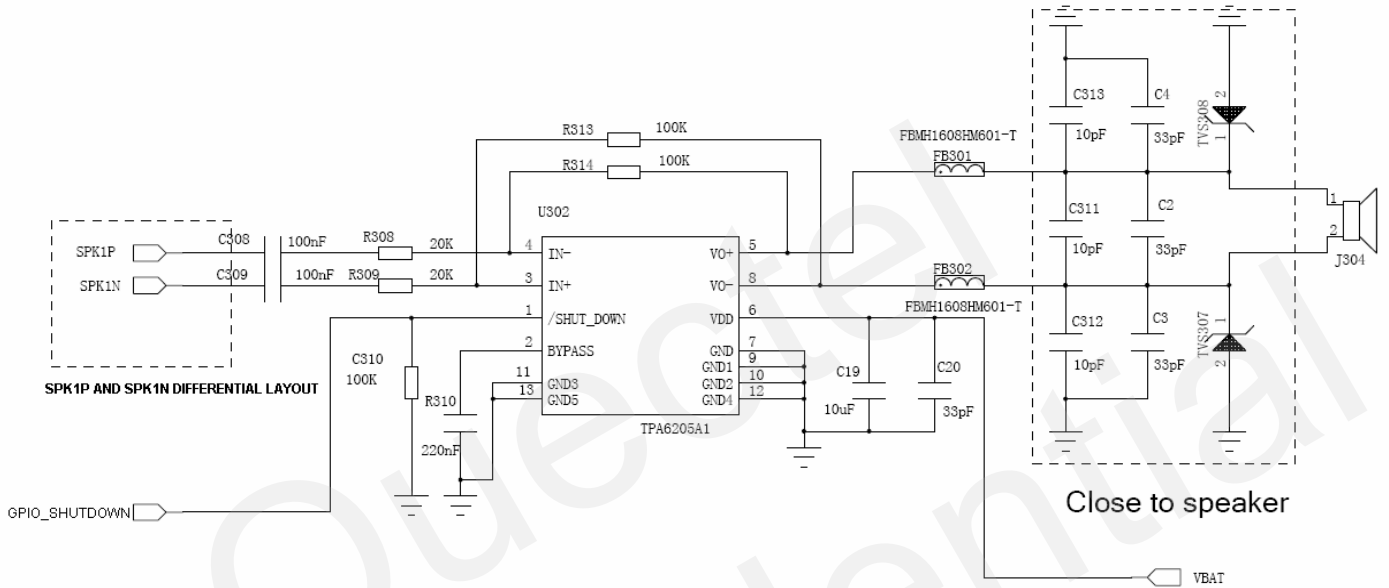 C313
C4
10pF
33pF
2
TVS308
1
R313
100K
R314
100K
FBMH1608HM601-T
FB301
U302
C311
C2
10pF
33pF
1
2
J304
SPK1P
C308
100nF
R308
20K
4
IN-
VO+
5
SPK1N
C309
100nF
R309
20K
3
IN+
VO-
8
FB302
FBMH1608HM601-T
1
/SHUT_DOWN
VDD
6
2
BYPASS
GND
7
GND1
9
11
GND3
GND2
10
13
GND5
GND4
12
C310
100K
SPK1P AND SPK1N DIFFERENTIAL LAYOUT
R310
220nF
TPA6205A1
C19
10uF
C20
33pF
C312
C3
10pF
33pF
1
TVS307
2
Close to speaker
GPIO_SHUTDOWN
VBAT
Quectel